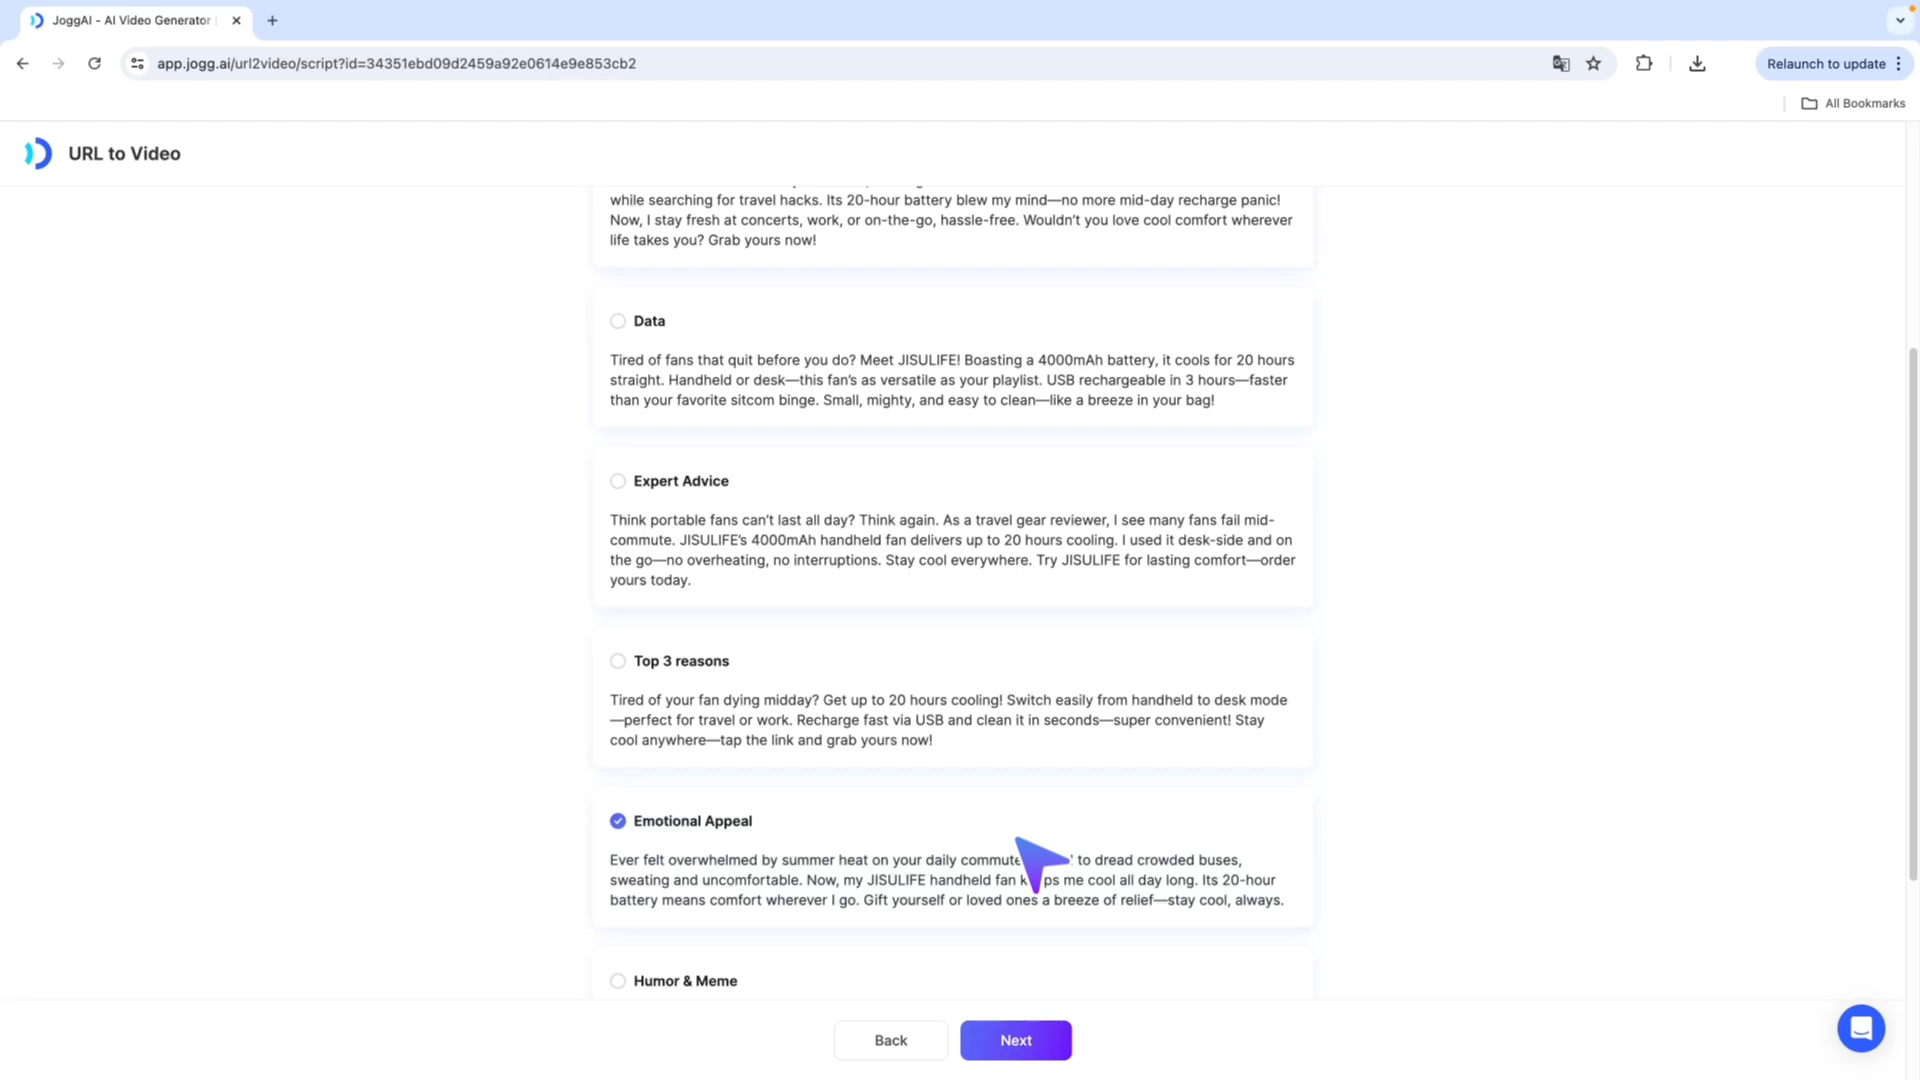 JoggAI - AI Video Generator
app.jogg.ai/url2video/script?id=34351ebd09d2459a92e0614e9e853cb2
Relaunch to update
All Bookmarks
URL to Video
while searching for travel hacks. Its 20-hour battery blew my mind—no more mid-day recharge panic!
Now, I stay fresh at concerts, work, or on-the-go, hassle-free. Wouldn't you love cool comfort wherever
life takes you? Grab yours now!
Data
Tired of fans that quit before you do? Meet JISULIFE! Boasting a 4000mAh battery, it cools for 20 hours
straight. Handheld or desk—this fan's as versatile as your playlist. USB rechargeable in 3 hours—faster
than your favorite sitcom binge. Small, mighty, and easy to clean—like a breeze in your bag!
Expert Advice
Think portable fans can't last all day? Think again. As a travel gear reviewer, I see many fans fail mid-
commute. JISULIFE's 4000mAh handheld fan delivers up to 20 hours cooling. I used it desk-side and on
the go—no overheating, no interruptions. Stay cool everywhere. Try JISULIFE for lasting comfort—order
yours today.
Top 3 reasons
Tired of your fan dying midday? Get up to 20 hours cooling! Switch easily from handheld to desk mode
—perfect for travel or work. Recharge fast via USB and clean it in seconds—super convenient! Stay
cool anywhere—tap the link and grab yours now!
Emotional Appeal
Ever felt overwhelmed by summer heat on your daily commute to dread crowded buses,
sweating and uncomfortable. Now, my JISULIFE handheld fan me cool all day long. Its 20-hour
battery means comfort wherever I go. Gift yourself or loved ones a breeze of relief—stay cool, always.
Humor & Meme
Back
Next